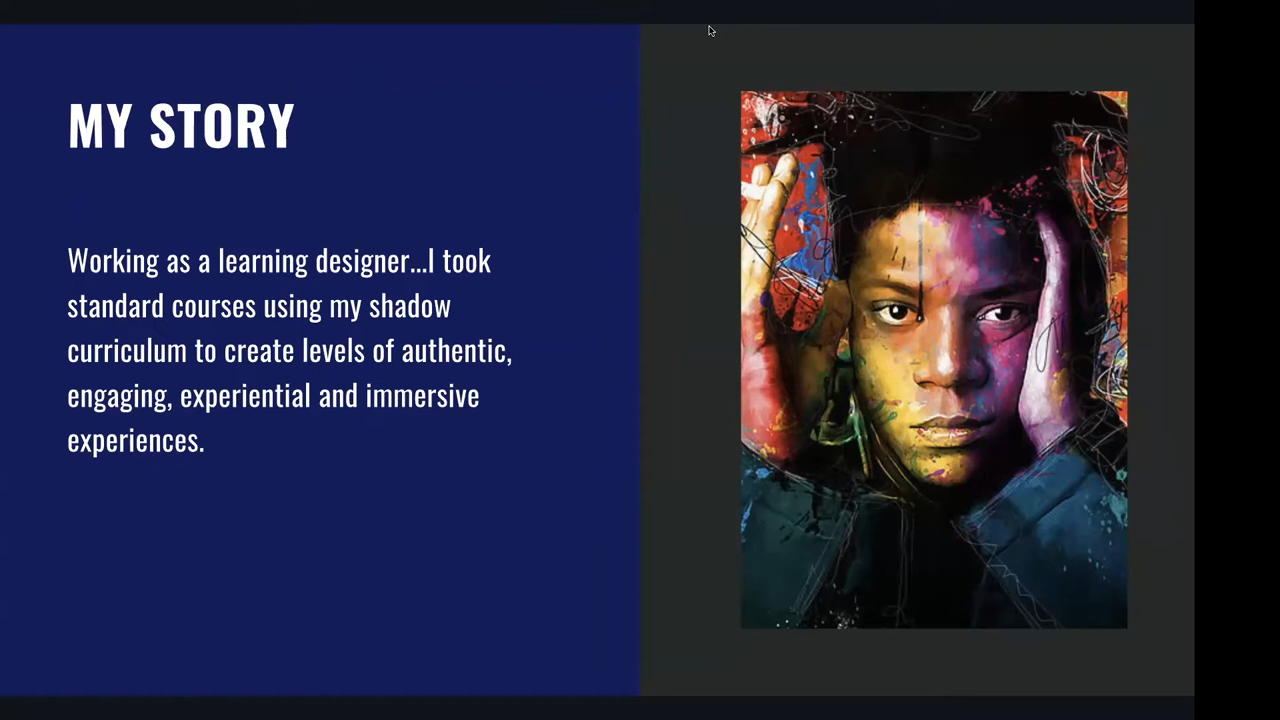 MY STORY
Working as a learning designer...I took
standard courses using my shadow
curriculum to create levels of authentic,
engaging, experiential and immersive
experiences.